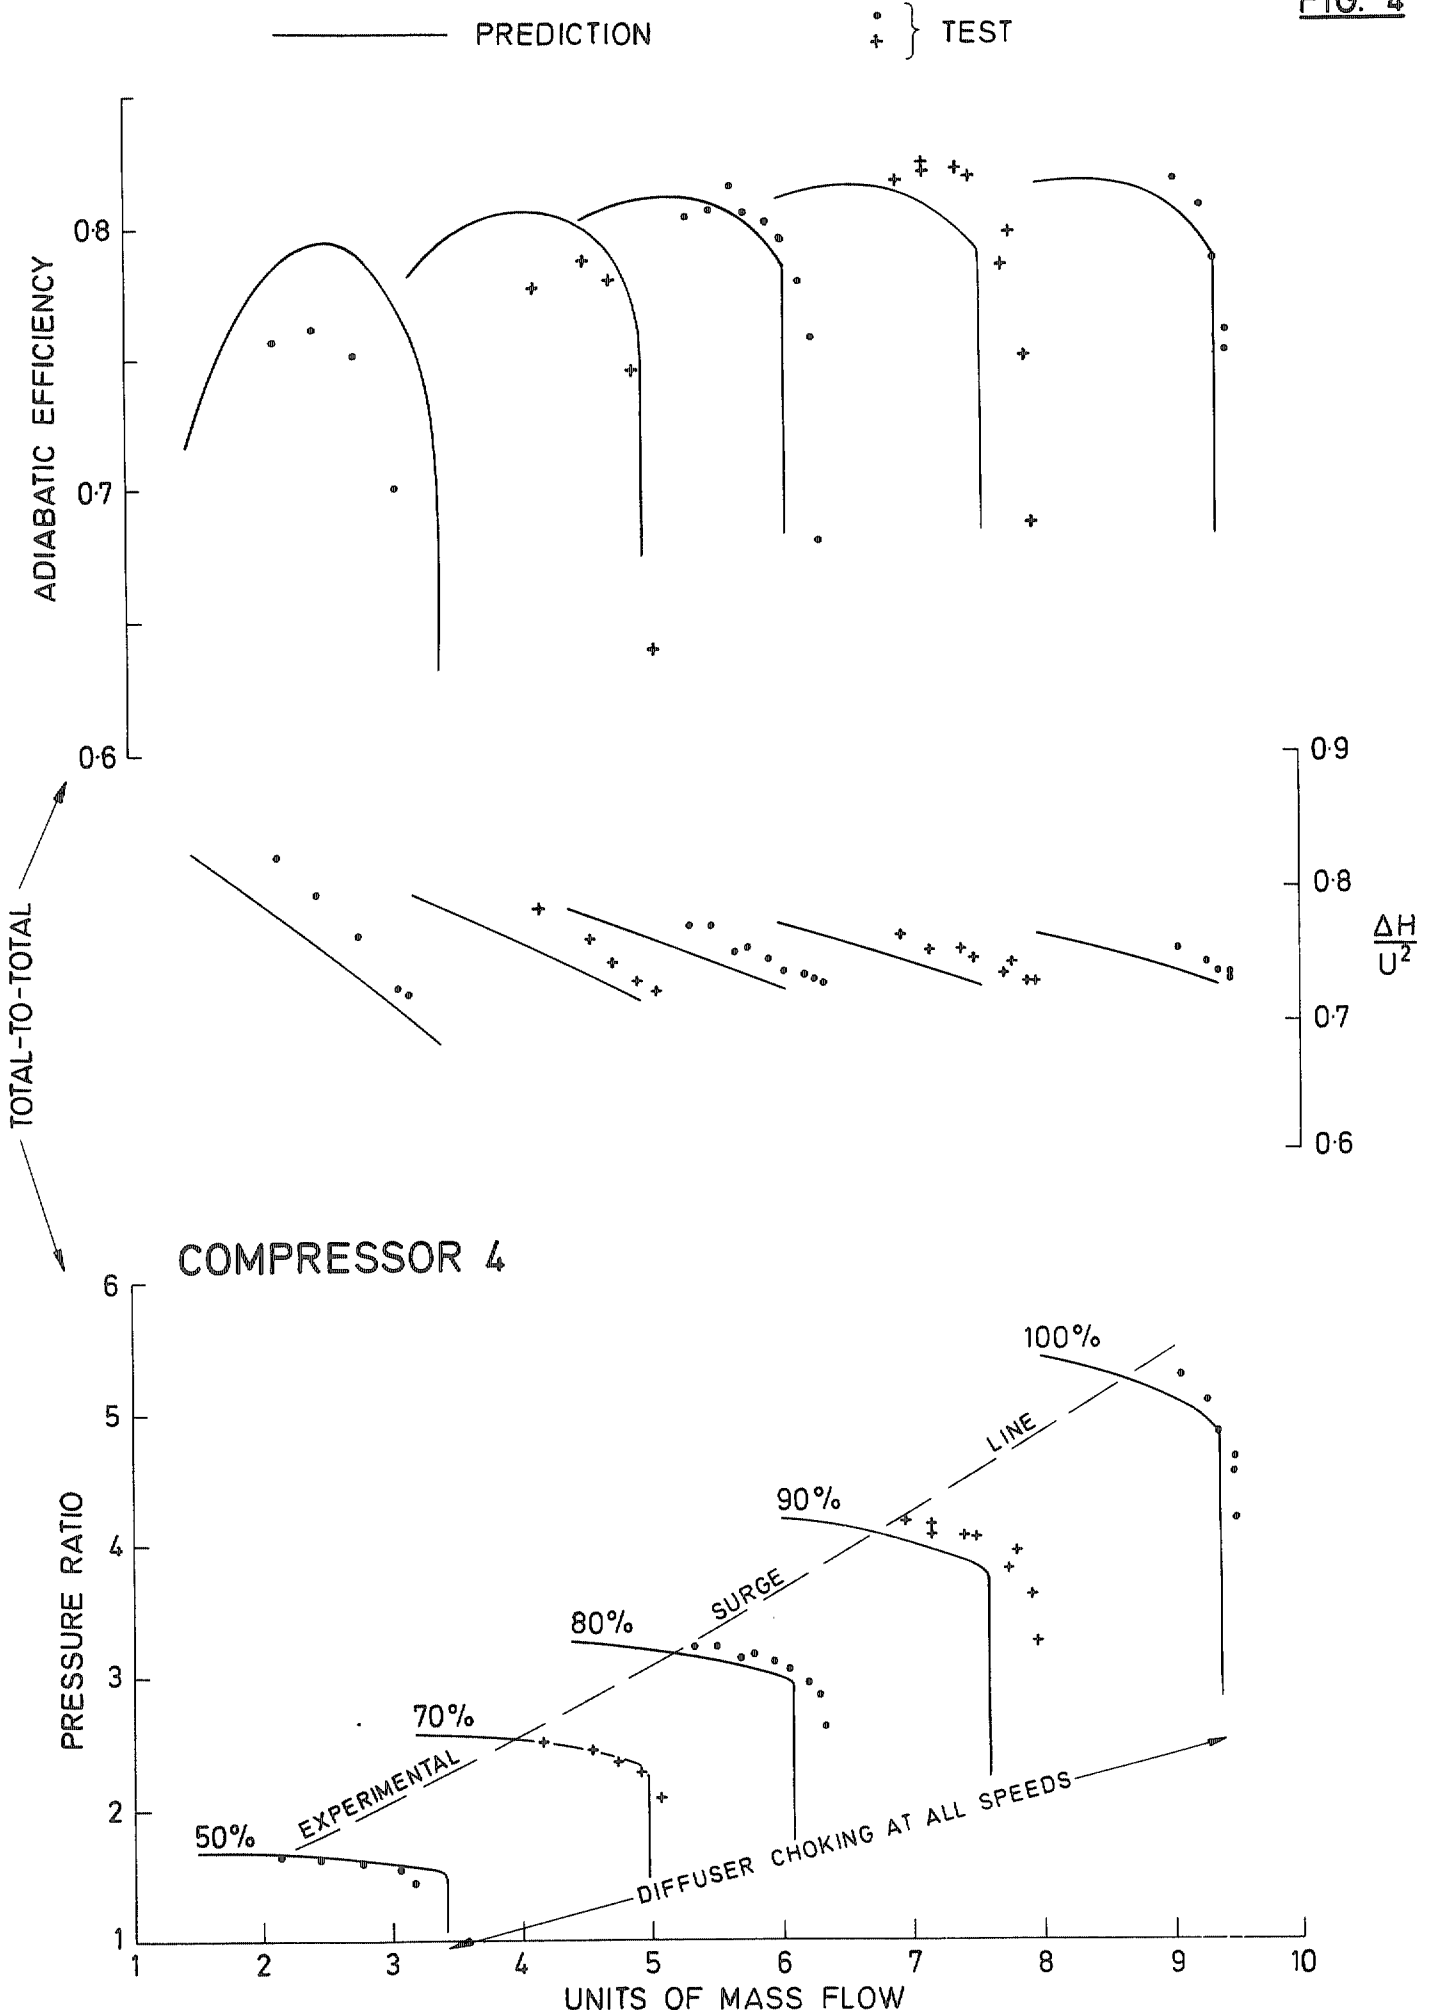 FIG. 4
PREDICTION
TEST
0·8
0·7
0·6
ADIABATIC EFFICIENCY
0·9
0·8
0·7
0·6
ΔH
U²
TOTAL-TO-TOTAL
COMPRESSOR 4
6
5
4
3
2
1
PRESSURE RATIO
100%
90%
80%
70%
50%
EXPERIMENTAL SURGE LINE
DIFFUSER CHOKING AT ALL SPEEDS
1 2 3 4 5 6 7 8 9 10
UNITS OF MASS FLOW